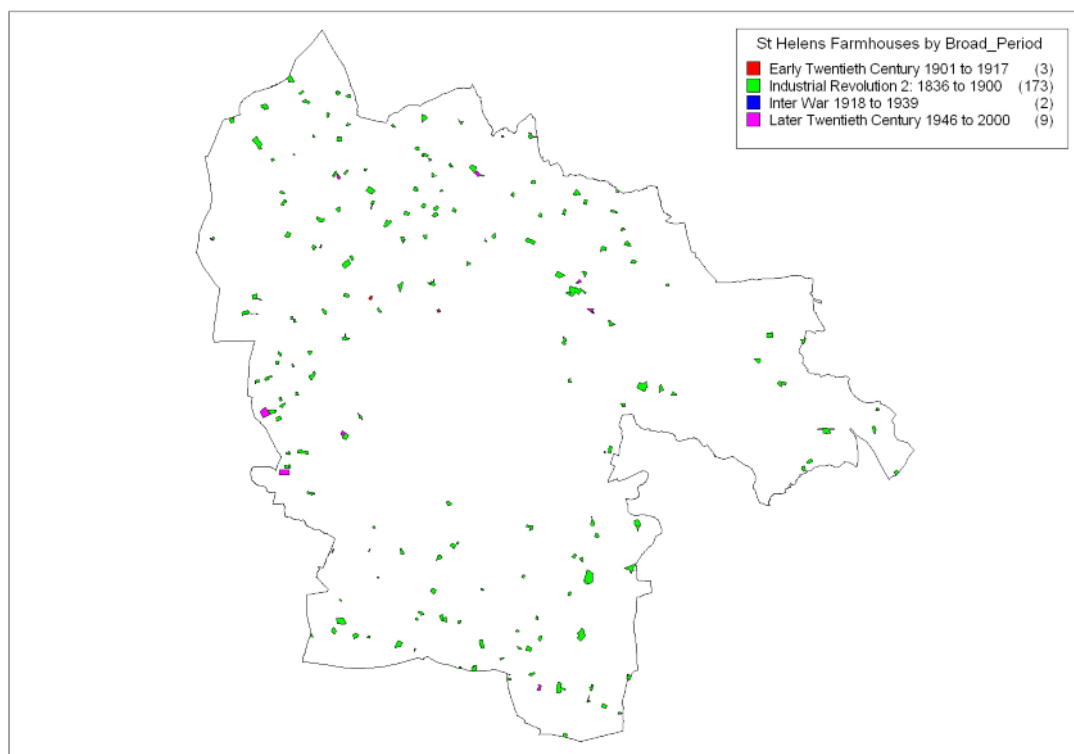 St Helens Farmhouses by Broad_Period
Early Twentieth Century 1901 to 1917 (3)
Industrial Revolution 2: 1836 to 1900 (173)
Inter War 1918 to 1939 (2)
Later Twentieth Century 1946 to 2000 (9)